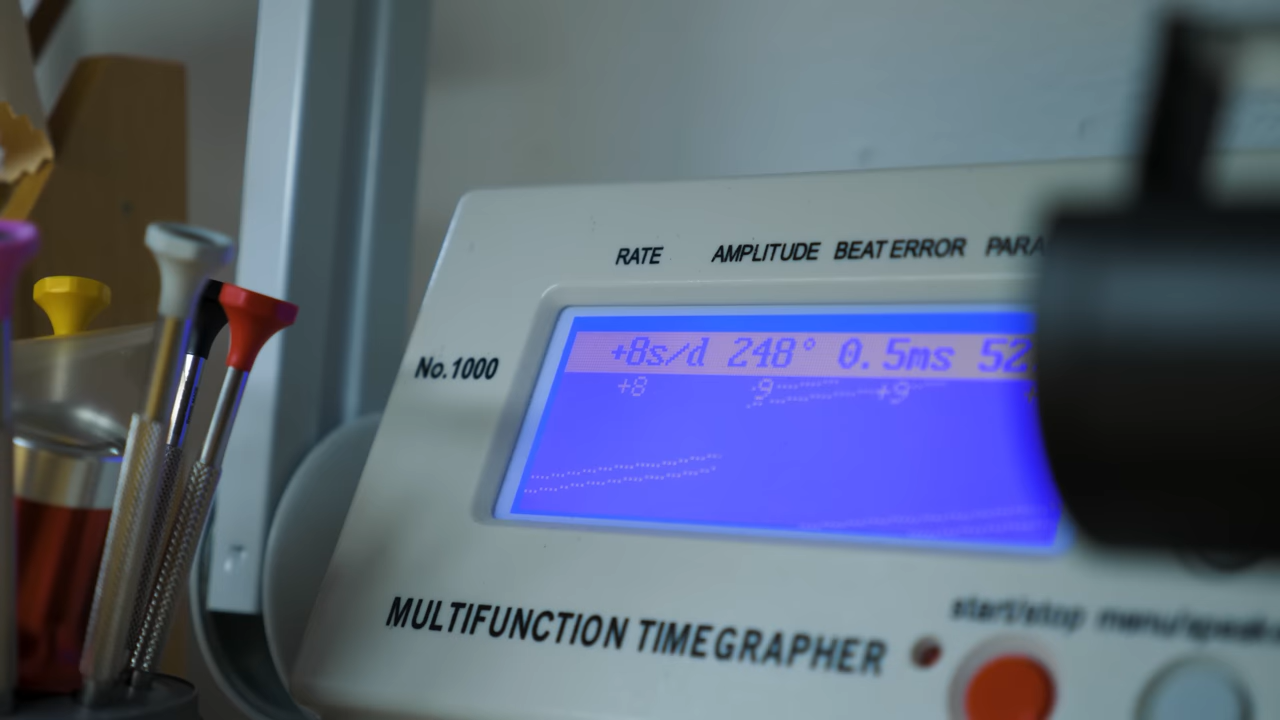 RATE AMPLITUDE BEAT ERROR
No.1000
+8s/d 248° 0.5ms
+8 +9
MULTIFUNCTION TIMEGRAPHER
start/stop